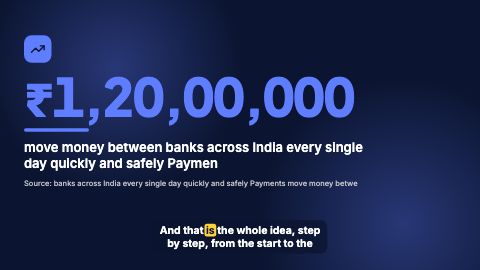 ₹1,20,00,000
move money between banks across India every single
day quickly and safely Paymen
Source: banks across India every single day quickly and safely Payments move money betwe
And that is the whole idea, step
by step, from the start to the